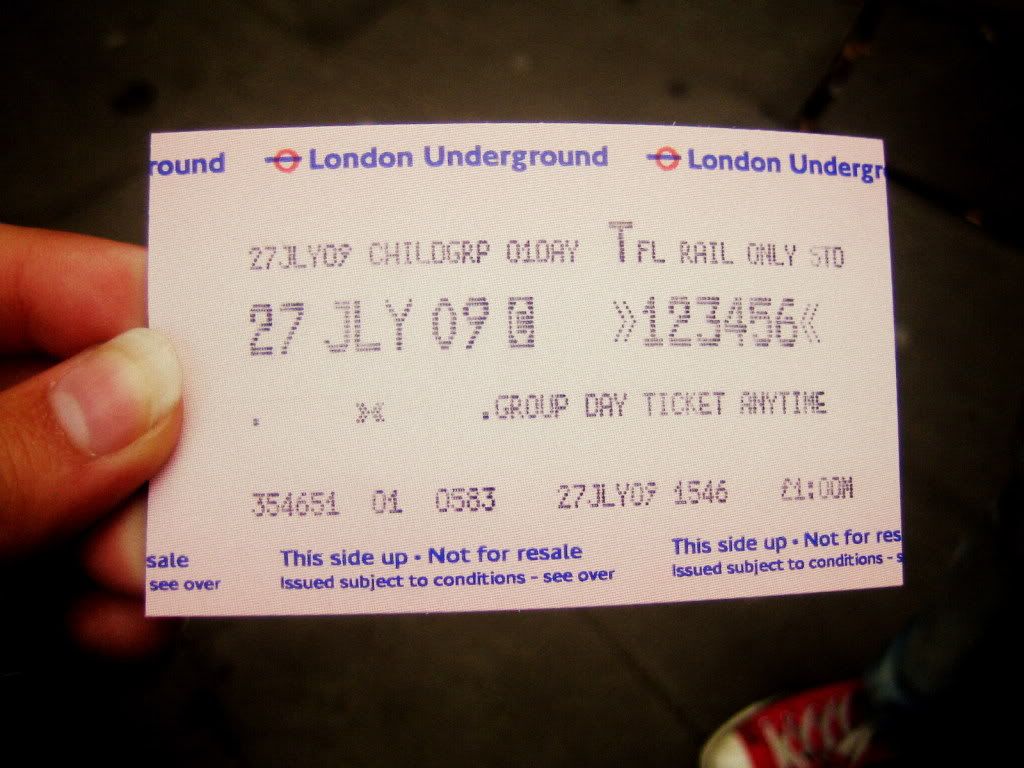 round London Underground London Undergr
27JLY09 CHILDGRP 01DAY TFL RAIL ONLY STD
27 JLY 09 »123456«
. .GROUP DAY TICKET ANYTIME
354651 01 0583 27JLY09 1546 £1:00M
sale This side up • Not for resale This side up • Not for res
see over Issued subject to conditions - see over Issued subject to conditions - s